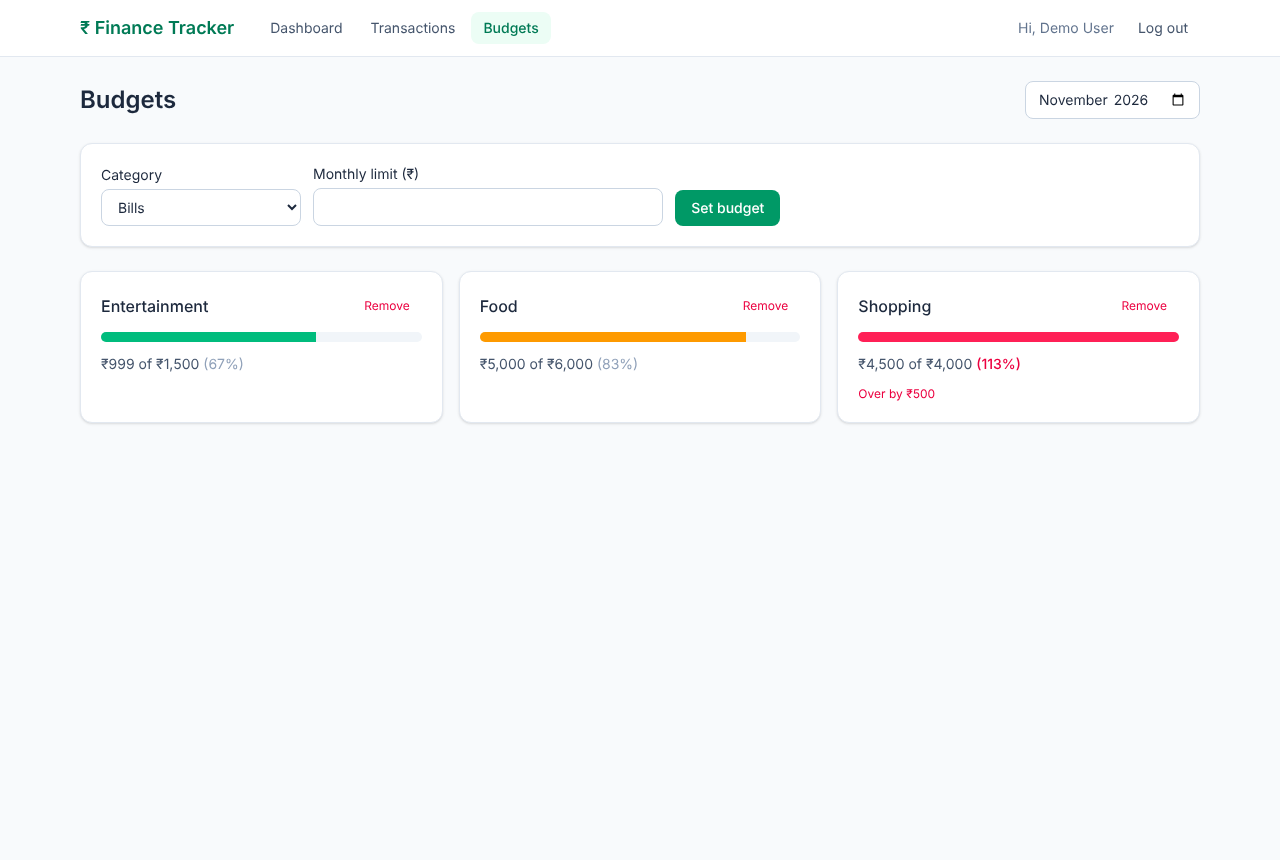 ₹ Finance Tracker Dashboard Transactions Budgets Hi, Demo User Log out
Budgets November 2026
Category Monthly limit (₹)
Bills Set budget
Entertainment Remove
₹999 of ₹1,500 (67%)
Food Remove
₹5,000 of ₹6,000 (83%)
Shopping Remove
₹4,500 of ₹4,000 (113%)
Over by ₹500